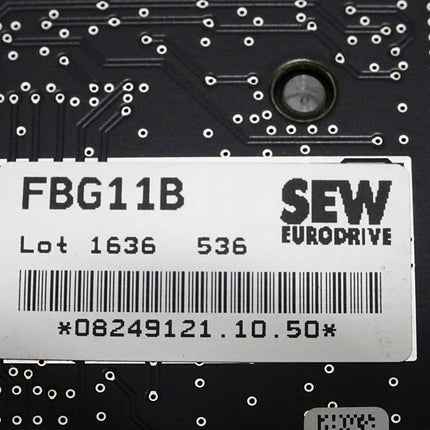 FBG11B
SEW
EURODRIVE
Lot 1636 536
*08249121.10.50*